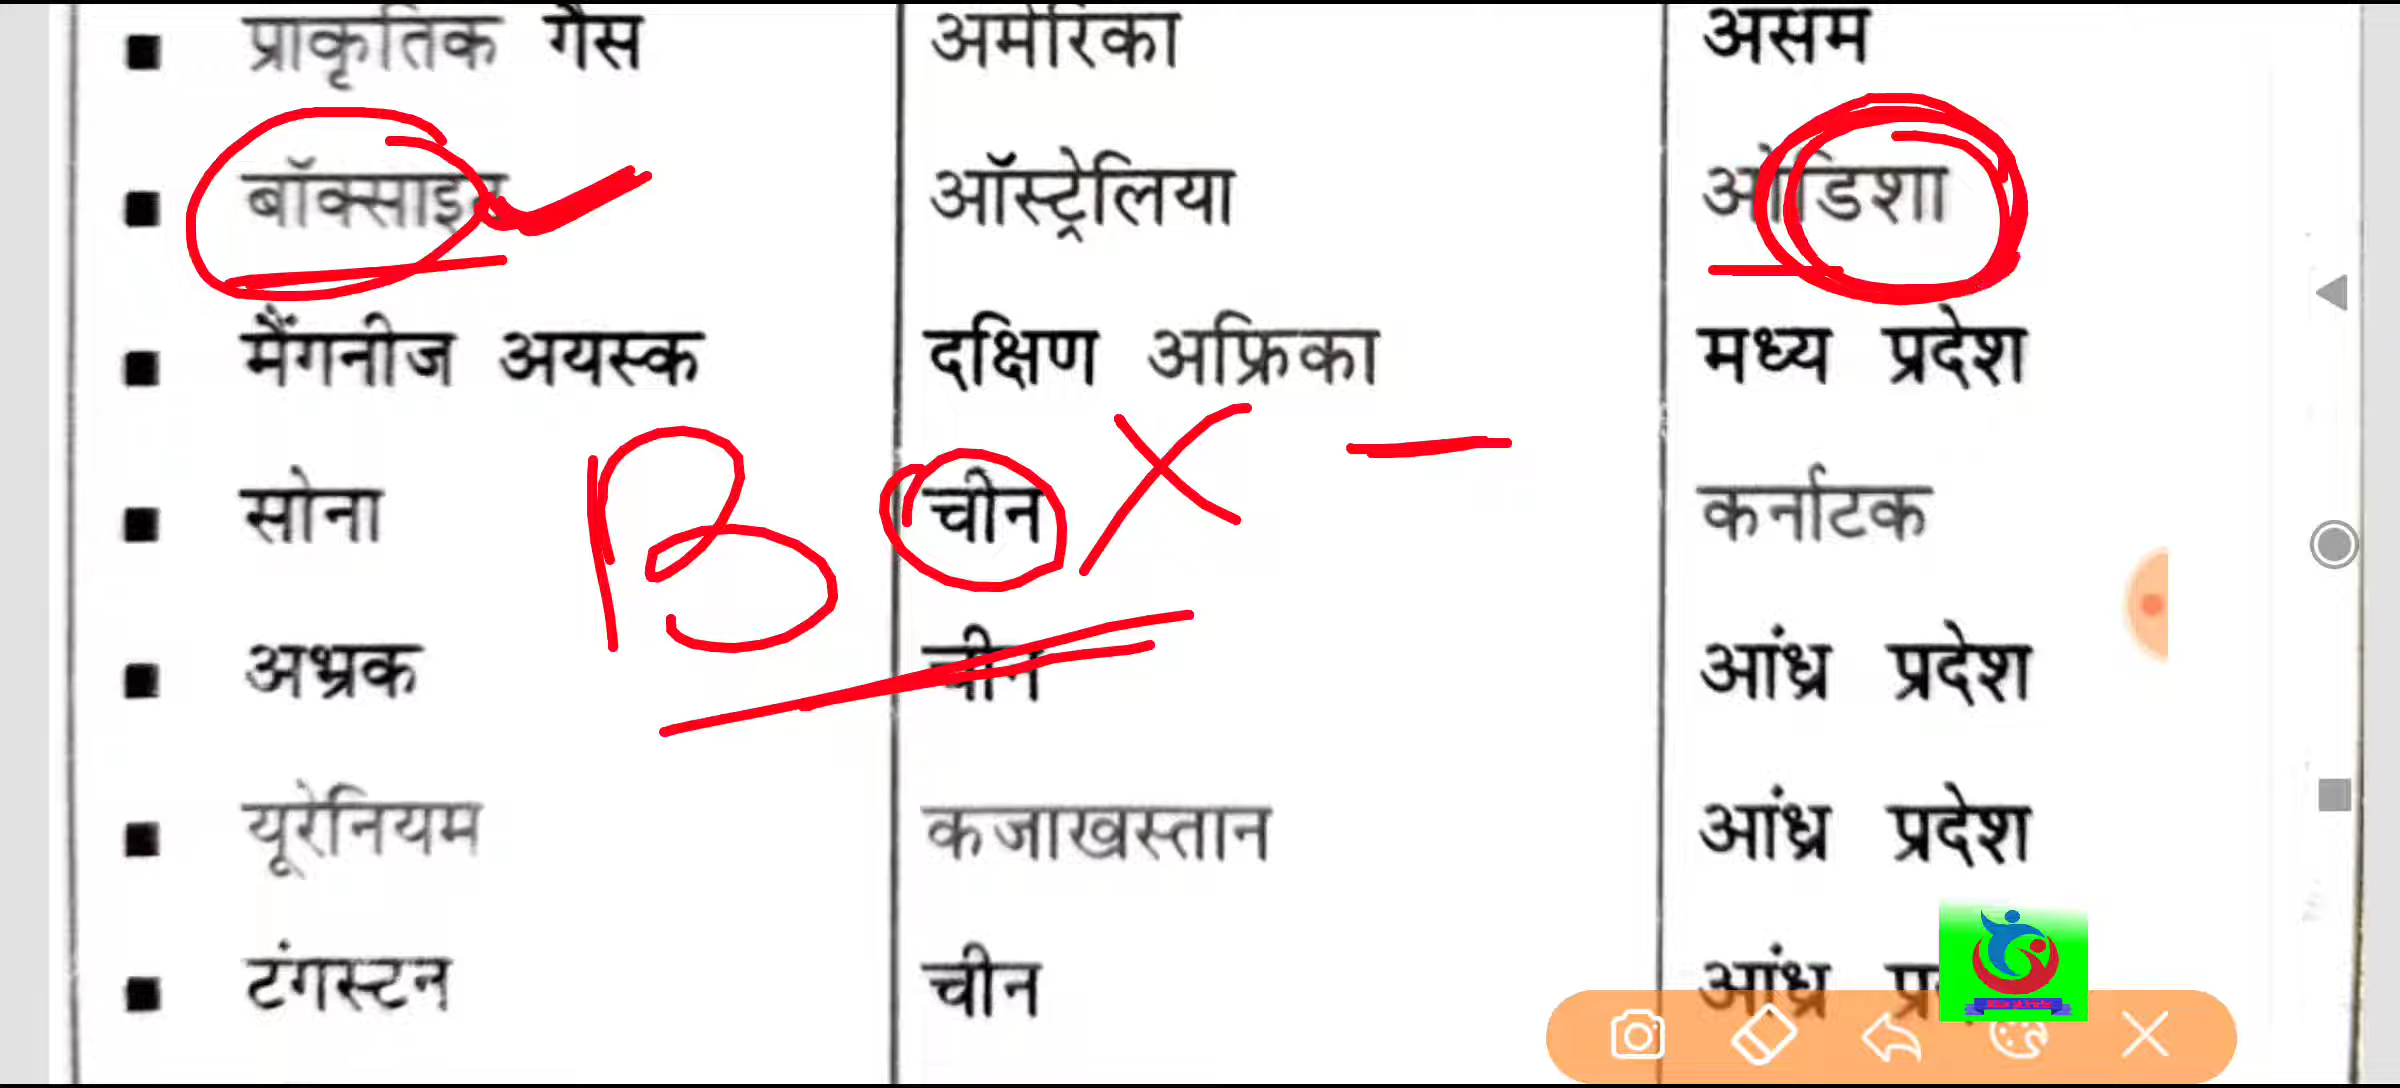 ■ प्राकृतिक गैस अमेरिका असम
■ बॉक्साइट ऑस्ट्रेलिया ओडिशा
■ मैंगनीज अयस्क दक्षिण अफ्रिका मध्य प्रदेश
■ सोना चीन कर्नाटक
B X –
■ अभ्रक चीन आंध्र प्रदेश
■ यूरेनियम कजाखस्तान आंध्र प्रदेश
■ टंगस्टन चीन आंध्र